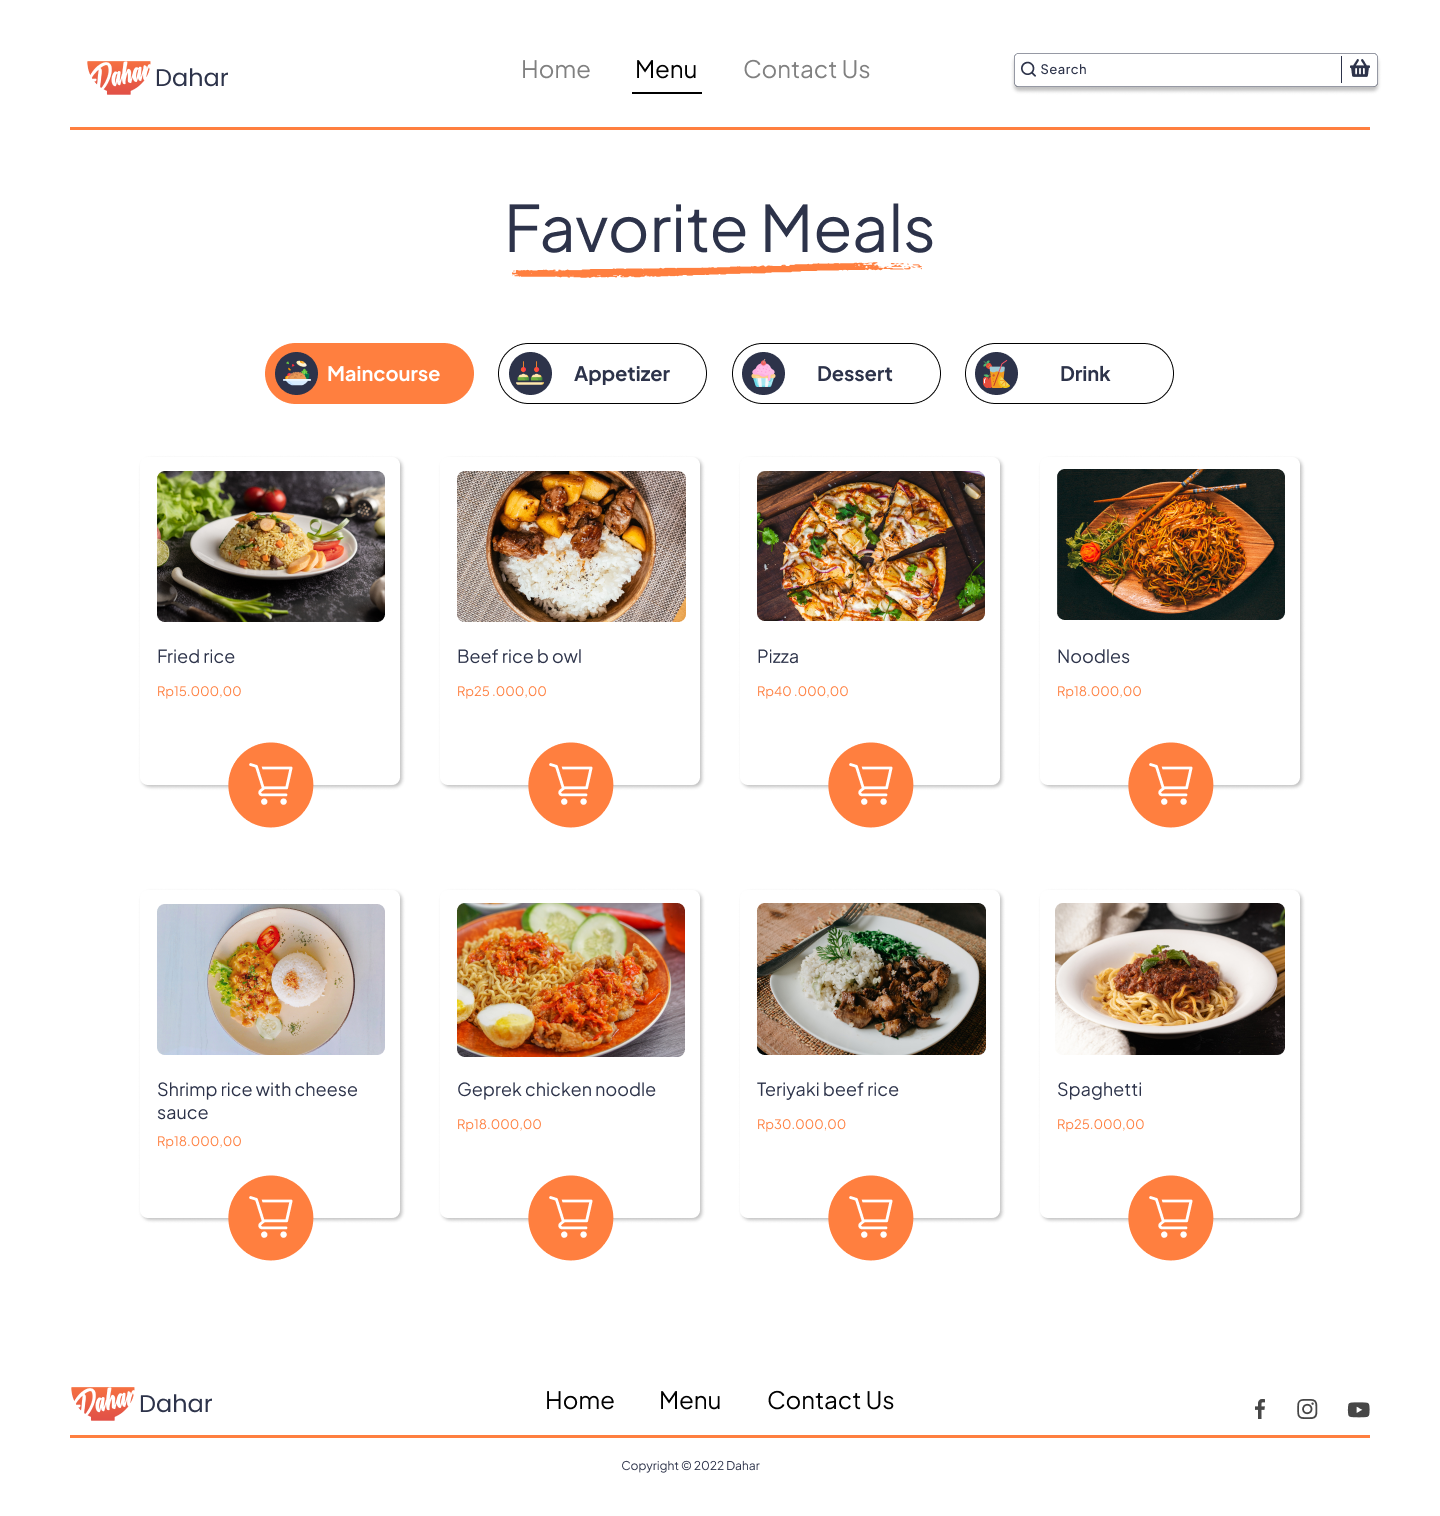 Dahar Dahar
Home Menu Contact Us
Search
Favorite Meals
Maincourse Appetizer Dessert Drink
Fried rice Beef rice b owl Pizza Noodles
Rp15.000,00 Rp25 .000,00 Rp40 .000,00 Rp18.000,00
Shrimp rice with cheese
sauce
Rp18.000,00
Geprek chicken noodle
Rp18.000,00
Teriyaki beef rice
Rp30.000,00
Spaghetti
Rp25.000,00
Dahar Dahar
Home Menu Contact Us
Copyright © 2022 Dahar